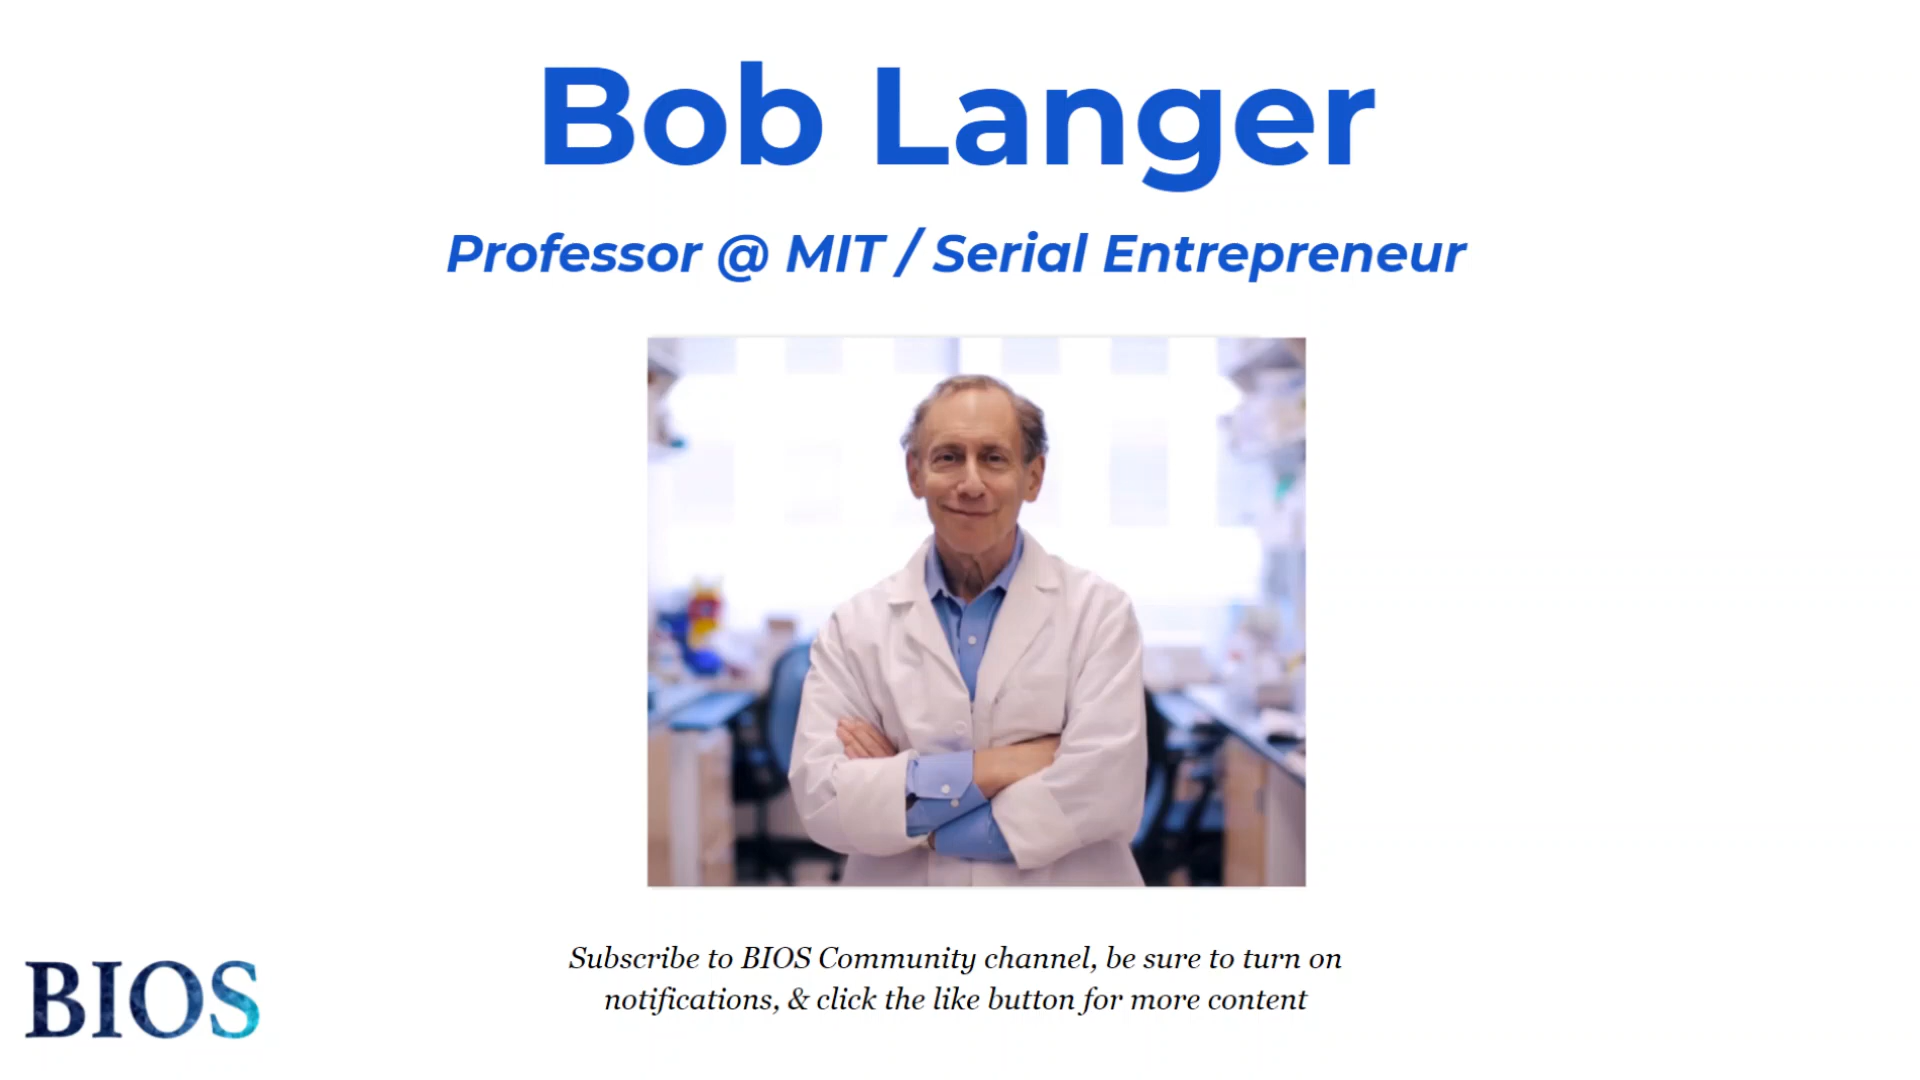 Bob Langer
Professor @ MIT / Serial Entrepreneur
Subscribe to BIOS Community channel, be sure to turn on
notifications, & click the like button for more content
BIOS